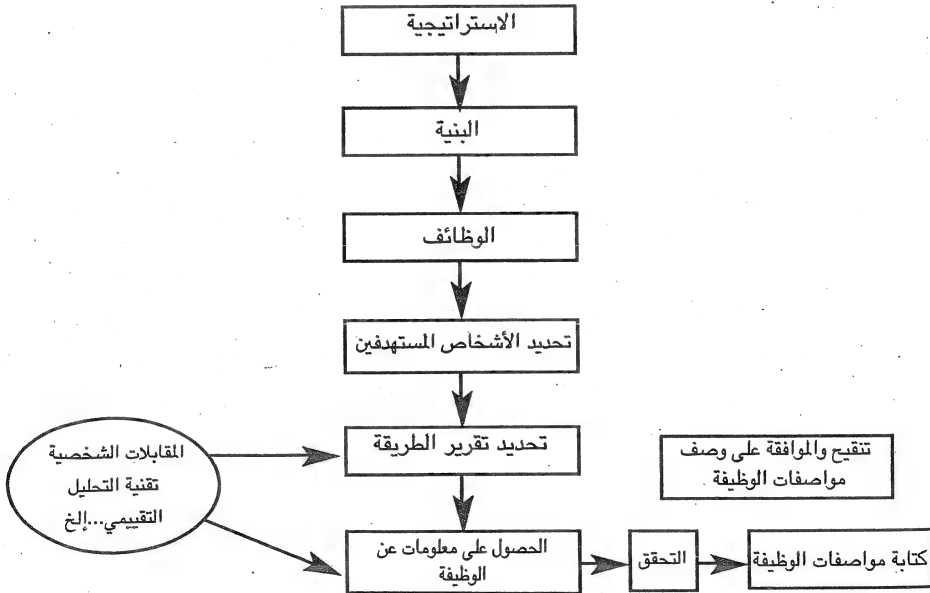 الاستراتيجية
البنية
الوظائف
تحديد الأشخاص المستهدفين
تحديد تقرير الطريقة
المقابلات الشخصية
تقنية التحليل
التقييمي...إلخ
تنقيح والموافقة على وصف
مواصفات الوظيفة
الحصول على معلومات عن
الوظيفة
التحقق
كتابة مواصفات الوظيفة